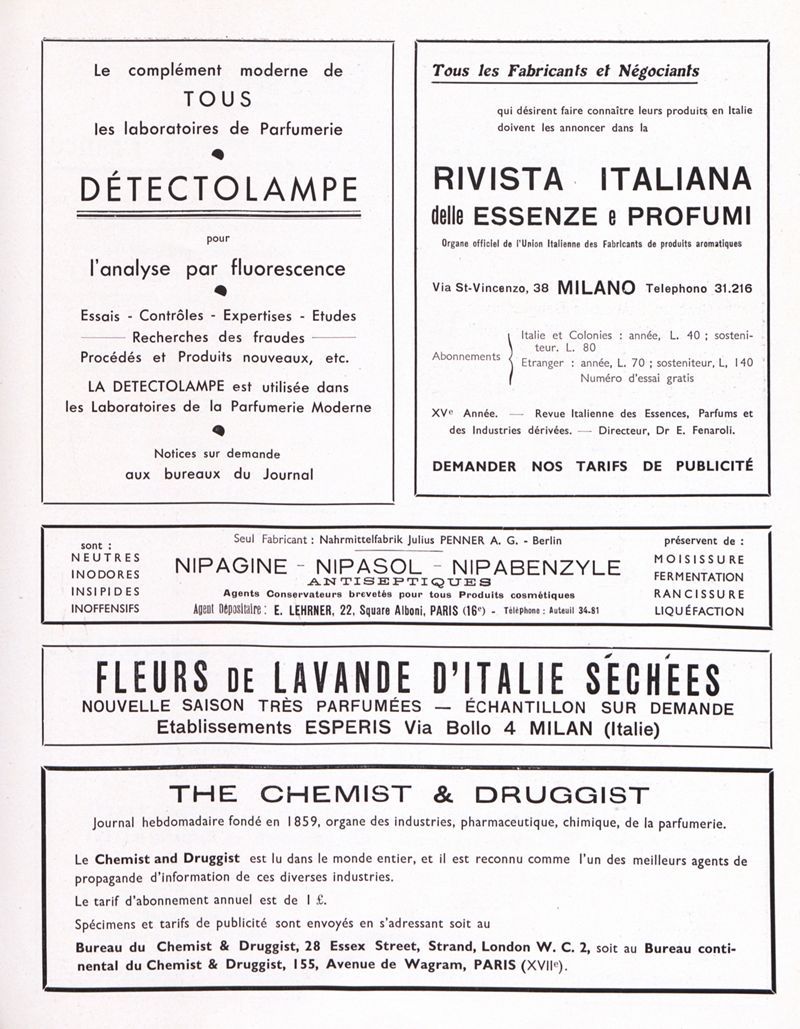 Le complément moderne de
TOUS
les laboratoires de Parfumerie
DÉTECTOLAMPE
pour
l'analyse par fluorescence
Essais - Contrôles - Expertises - Etudes
Recherches des fraudes
Procédés et Produits nouveaux, etc.
LA DETECTOLAMPE est utilisée dans
les Laboratoires de la Parfumerie Moderne
Notices sur demande
aux bureaux du Journal
Tous les Fabricants et Négociants
qui désirent faire connaître leurs produits en Italie
doivent les annoncer dans la
RIVISTA ITALIANA
delle ESSENZE e PROFUMI
Organe officiel de l'Union Italienne des Fabricants de produits aromatiques
Via St-Vincenzo, 38 MILANO Telephono 31.216
Abonnements
Italie et Colonies : année, L. 40 ; sosteni-
teur. L. 80
Etranger : année, L. 70 ; sosteniteur, L, 140
Numéro d'essai gratis
XVe Année. — Revue Italienne des Essences, Parfums et
des Industries dérivées. — Directeur, Dr E. Fenaroli.
DEMANDER NOS TARIFS DE PUBLICITÉ
sont :
NEUTRES
INODORES
INSIPIDES
INOFFENSIFS
Seul Fabricant : Nahrmittelfabrik Julius PENNER A. G. - Berlin
NIPAGINE - NIPASOL - NIPABENZYLE
ANTISEPTIQUES
Agents Conservateurs brevetés pour tous Produits cosmétiques
Agent Dépositaire : E. LEHRNER, 22, Square Alboni, PARIS (16e) - Téléphone : Auteuil 34-81
préservent de :
MOISISSURE
FERMENTATION
RANCISSURE
LIQUÉFACTION
FLEURS DE LAVANDE D'ITALIE SÉCHÉES
NOUVELLE SAISON TRÈS PARFUMÉES — ÉCHANTILLON SUR DEMANDE
Etablissements ESPERIS Via Bollo 4 MILAN (Italie)
THE CHEMIST & DRUGGIST
Journal hebdomadaire fondé en 1859, organe des industries, pharmaceutique, chimique, de la parfumerie.
Le Chemist and Druggist est lu dans le monde entier, et il est reconnu comme l'un des meilleurs agents de
propagande d'information de ces diverses industries.
Le tarif d'abonnement annuel est de 1 £.
Spécimens et tarifs de publicité sont envoyés en s'adressant soit au
Bureau du Chemist & Druggist, 28 Essex Street, Strand, London W. C. 2, soit au Bureau conti-
nental du Chemist & Druggist, 155, Avenue de Wagram, PARIS (XVIIe).